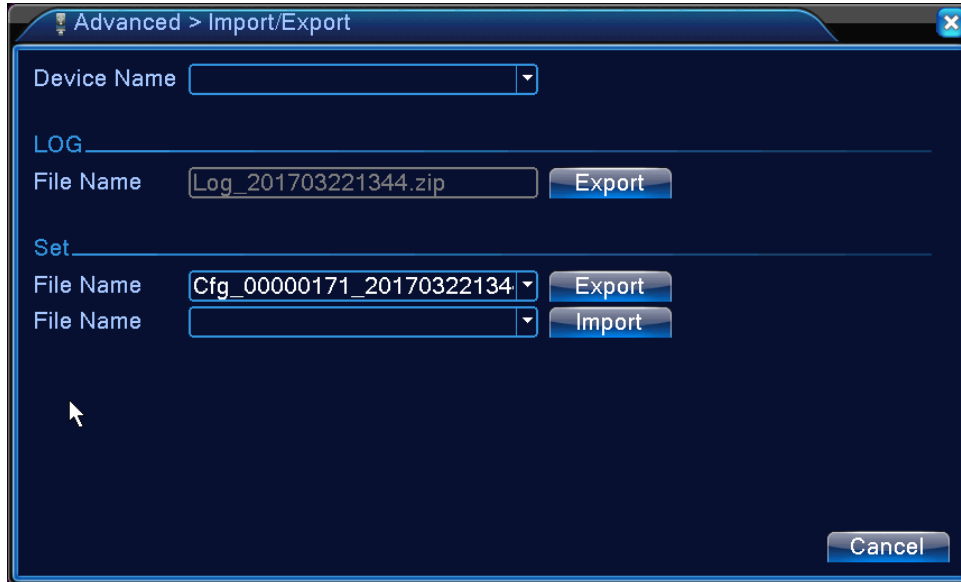 Advanced > Import/Export
Device Name
LOG
File Name Log_201703221344.zip Export
Set
File Name Cfg_00000171_20170322134 Export
File Name Import
Cancel